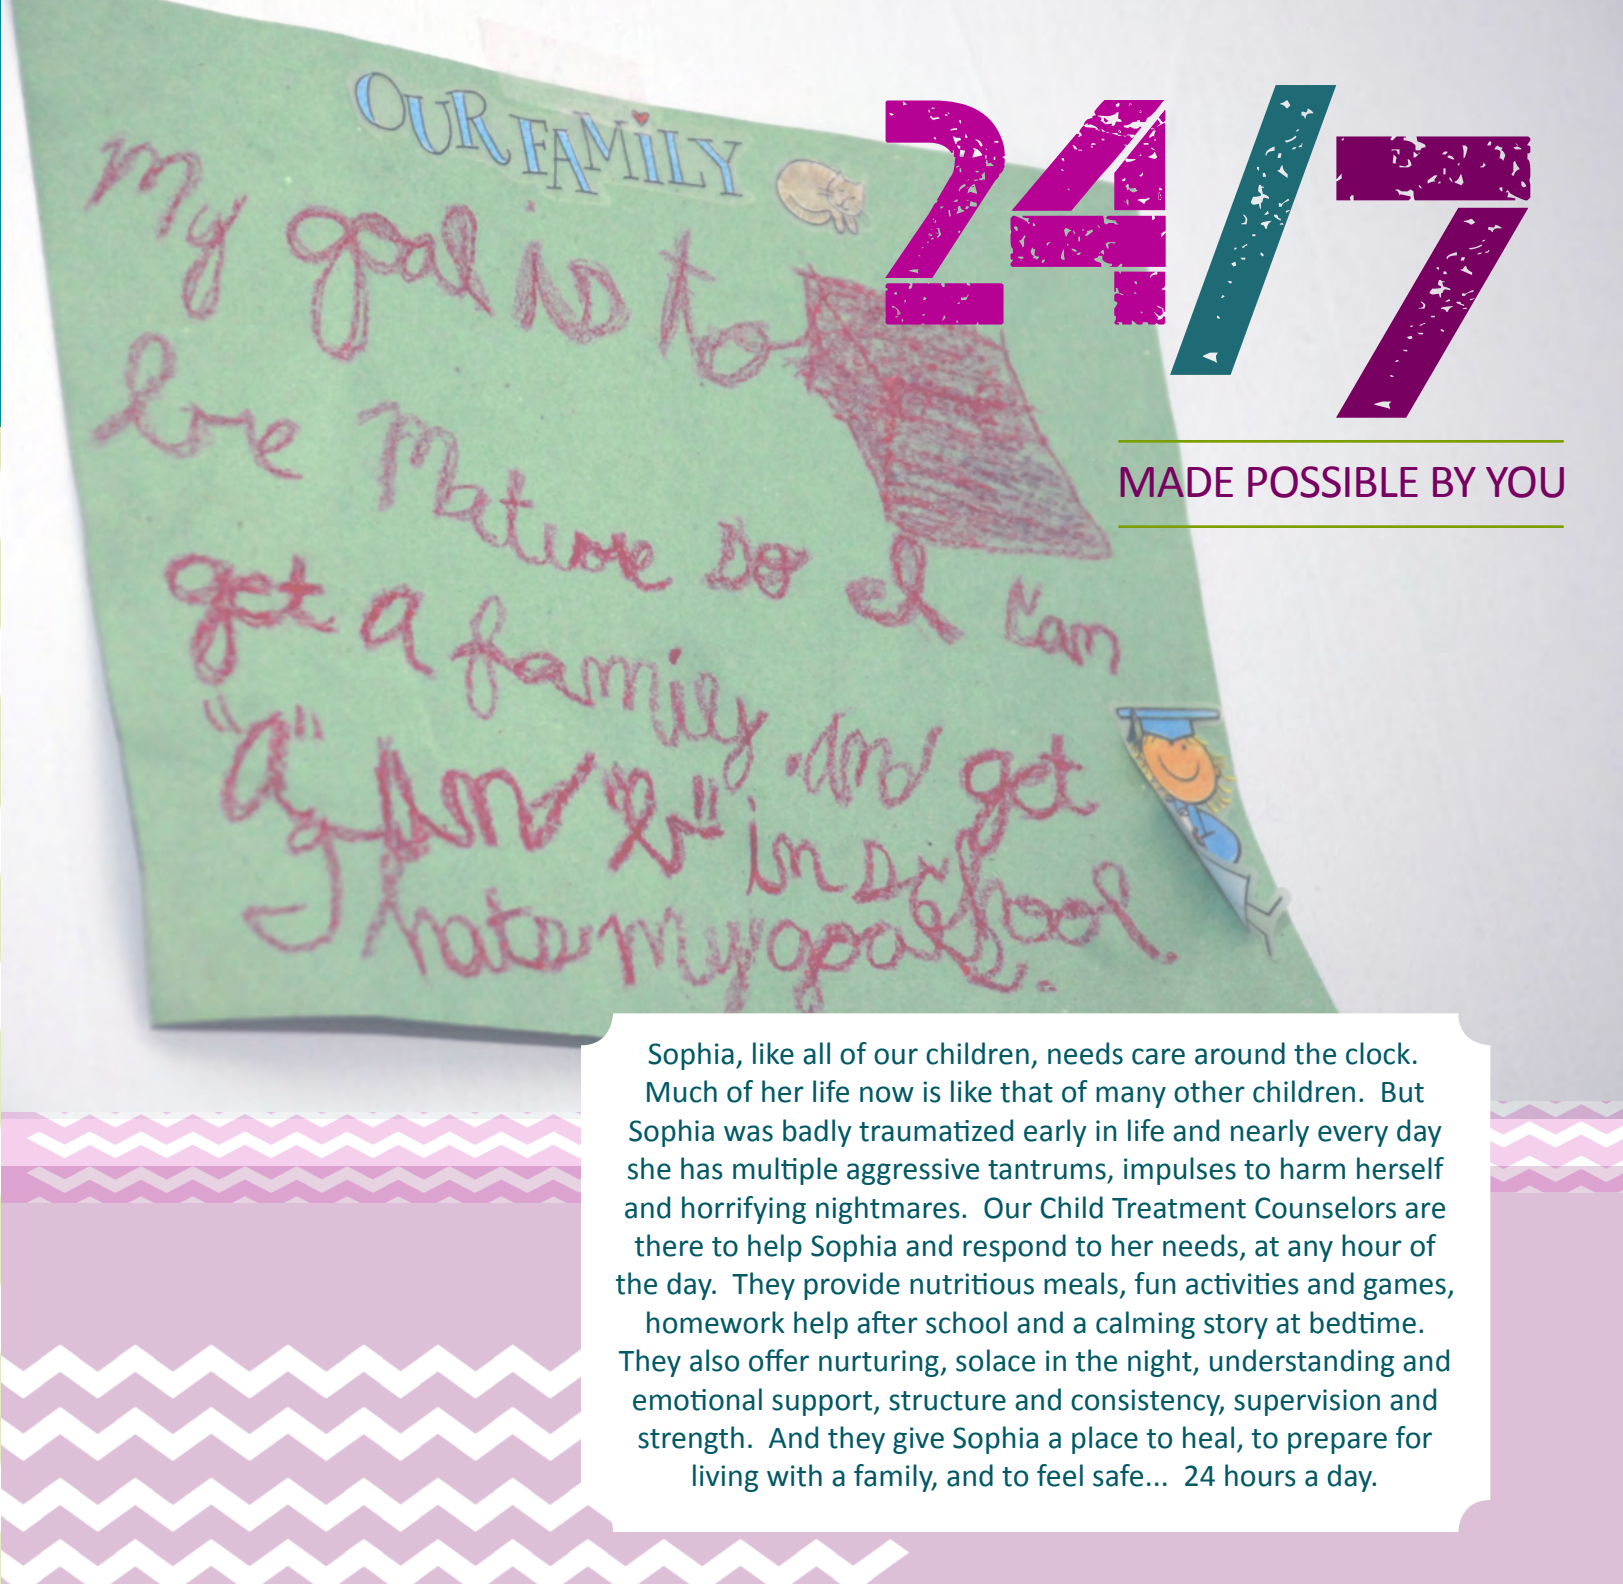 OUR FAMILY
My goal is to
be Mature so I can
get a family. And get
"a" And "b" in school.
thats my goals.
24/7
MADE POSSIBLE BY YOU
Sophia, like all of our children, needs care around the clock.
Much of her life now is like that of many other children. But
Sophia was badly traumatized early in life and nearly every day
she has multiple aggressive tantrums, impulses to harm herself
and horrifying nightmares. Our Child Treatment Counselors are
there to help Sophia and respond to her needs, at any hour of
the day. They provide nutritious meals, fun activities and games,
homework help after school and a calming story at bedtime.
They also offer nurturing, solace in the night, understanding and
emotional support, structure and consistency, supervision and
strength. And they give Sophia a place to heal, to prepare for
living with a family, and to feel safe... 24 hours a day.